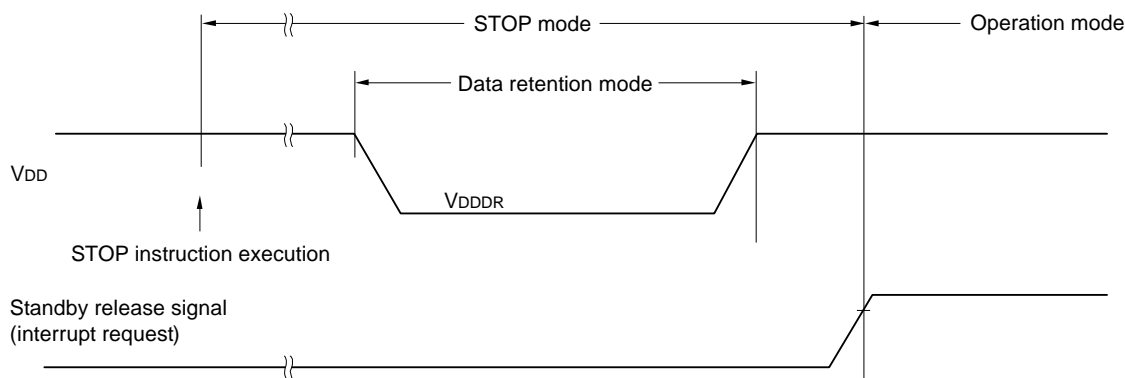 STOP mode
Operation mode
Data retention mode
VDD
VDDDR
STOP instruction execution
Standby release signal
(interrupt request)